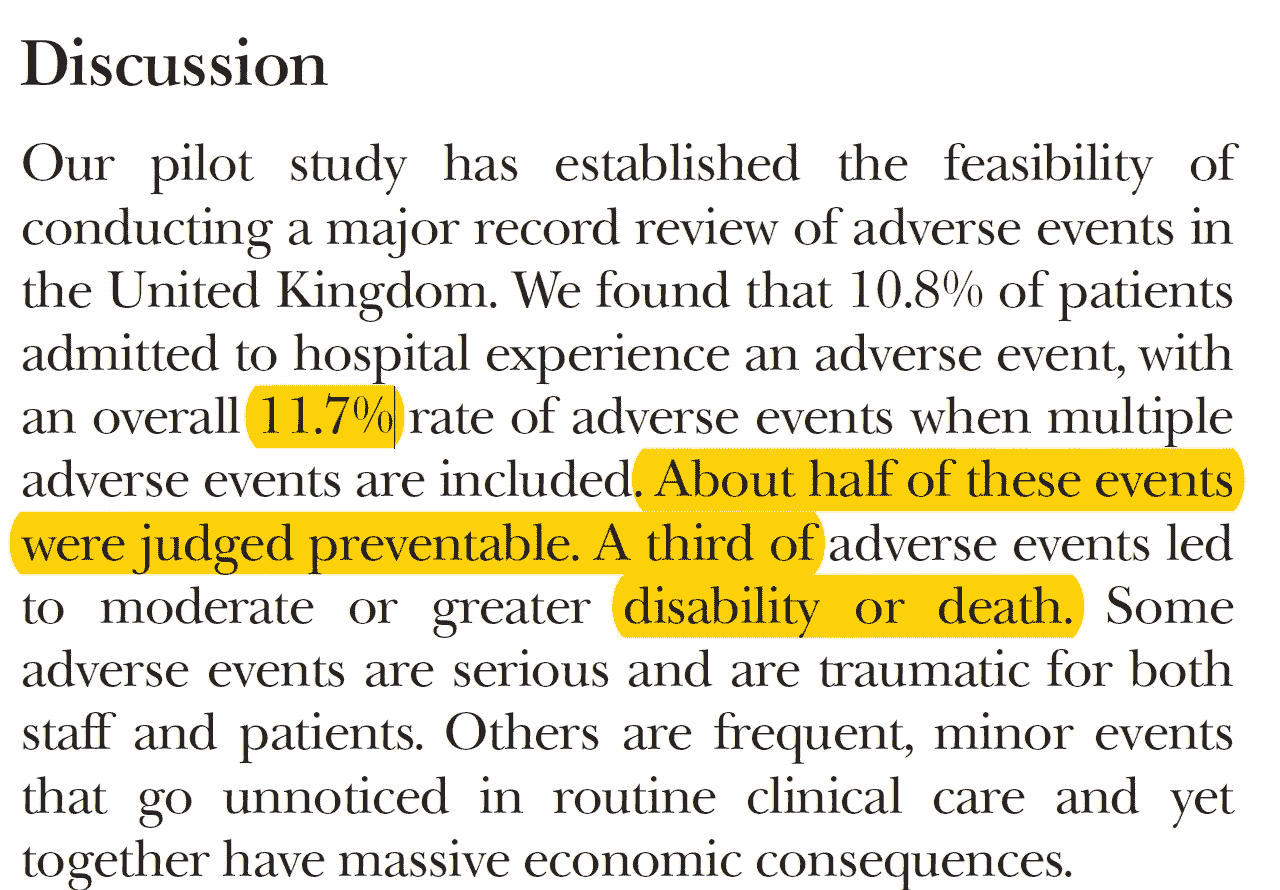 Discussion
Our pilot study has established the feasibility of
conducting a major record review of adverse events in
the United Kingdom. We found that 10.8% of patients
admitted to hospital experience an adverse event, with
an overall 11.7% rate of adverse events when multiple
adverse events are included. About half of these events
were judged preventable. A third of adverse events led
to moderate or greater disability or death. Some
adverse events are serious and are traumatic for both
staff and patients. Others are frequent, minor events
that go unnoticed in routine clinical care and yet
together have massive economic consequences.